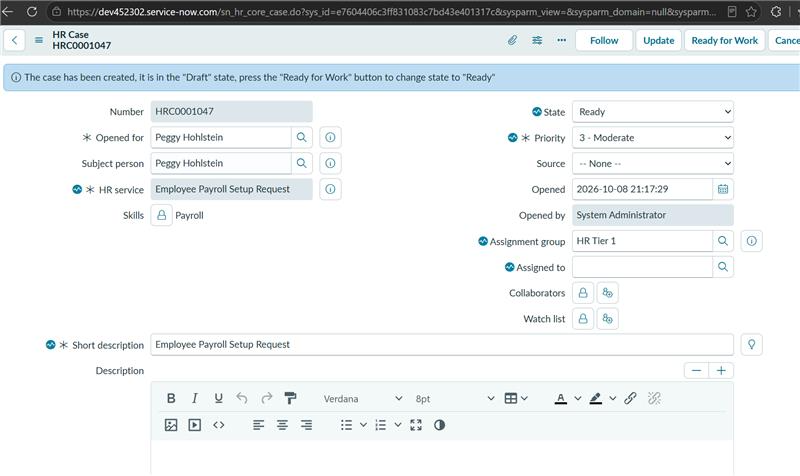 https://dev452302.service-now.com/sn_hr_core_case.do?sys_id=e7604406c3ff831083c7bd43e401317c&sysparm_view=&sysparm_domain=null&sysparm...
HR Case
HRC0001047
Follow
Update
Ready for Work
Cance
The case has been created, it is in the "Draft" state, press the "Ready for Work" button to change state to "Ready"
Number HRC0001047
Opened for Peggy Hohlstein
Subject person Peggy Hohlstein
HR service Employee Payroll Setup Request
Skills Payroll
State Ready
Priority 3 - Moderate
Source -- None --
Opened 2026-10-08 21:17:29
Opened by System Administrator
Assignment group HR Tier 1
Assigned to
Collaborators
Watch list
Short description Employee Payroll Setup Request
Description
B I U Verdana 8pt A